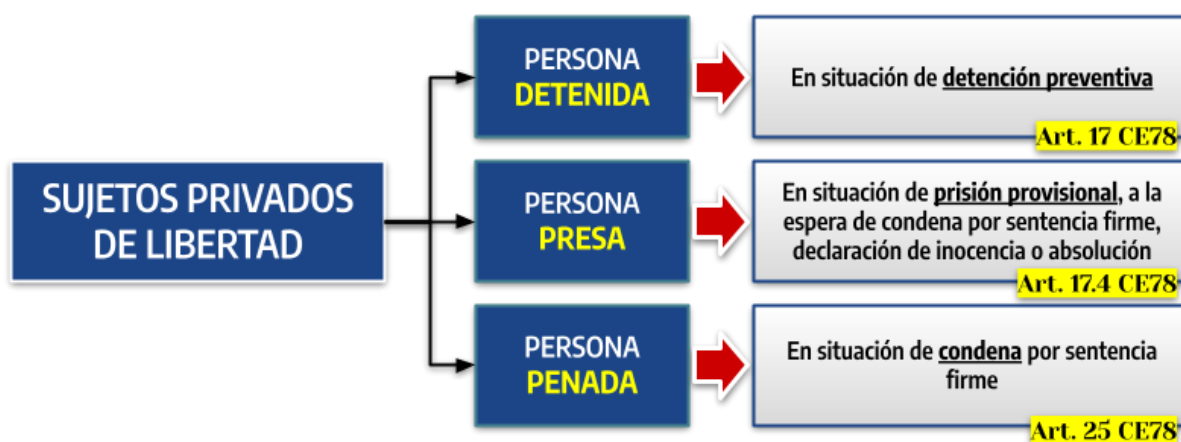 SUJETOS PRIVADOS
DE LIBERTAD
PERSONA
DETENIDA
En situación de detención preventiva
Art. 17 CE78
PERSONA
PRESA
En situación de prisión provisional, a la
espera de condena por sentencia firme,
declaración de inocencia o absolución
Art. 17.4 CE78
PERSONA
PENADA
En situación de condena por sentencia
firme
Art. 25 CE78